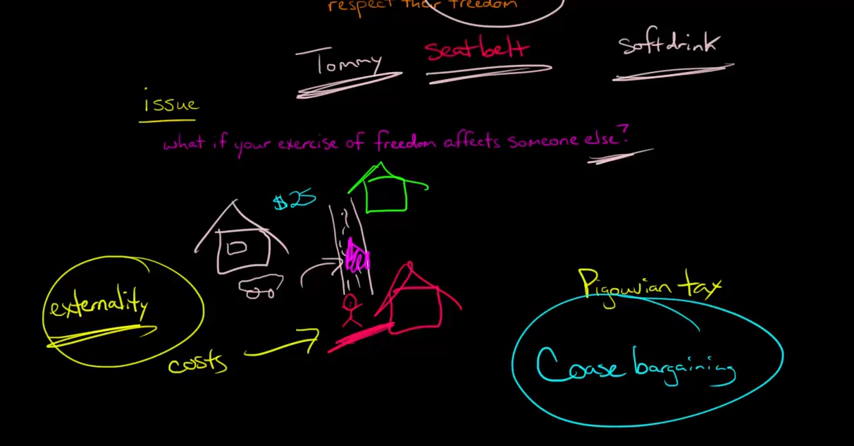 respect their freedom
Tommy seatbelt softdrink
issue
what if your exercise of freedom affects someone else?
$25
externality
Pigouvian tax
costs
Coase bargaining